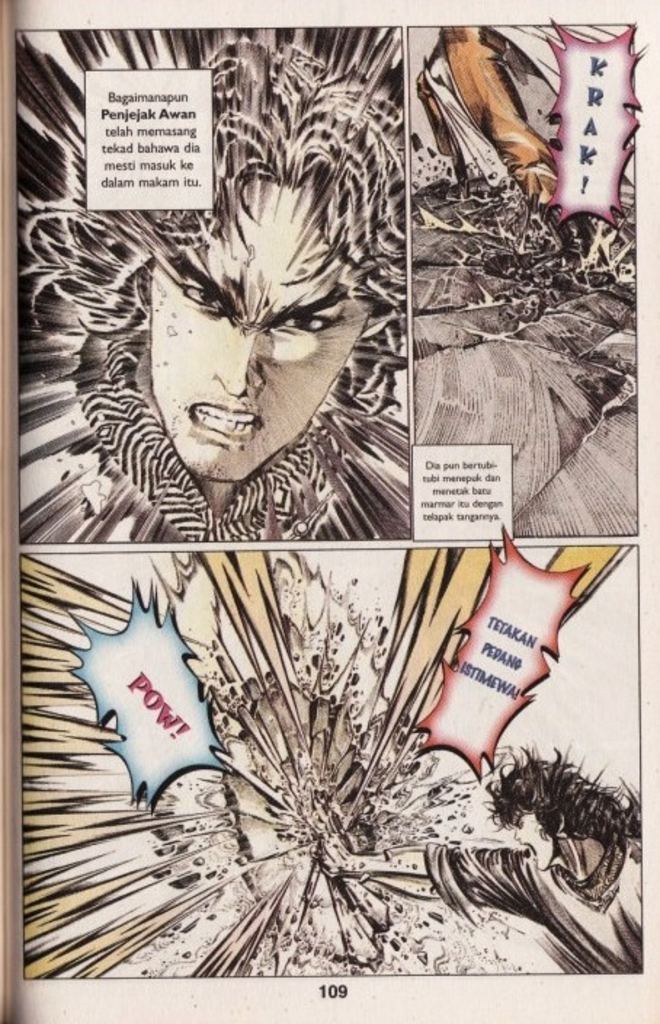 Bagaimanapun
Penjejak Awan
telah memasang
tekad bahawa dia
mesti masuk ke
dalam makam itu.
KRAK!
Dia pun bertubi-
tubi menepuk dan
menetak batu
marmar itu dengan
telapak tangannya.
POW!
TETAKAN
PEDANG
ISTIMEWA!
109